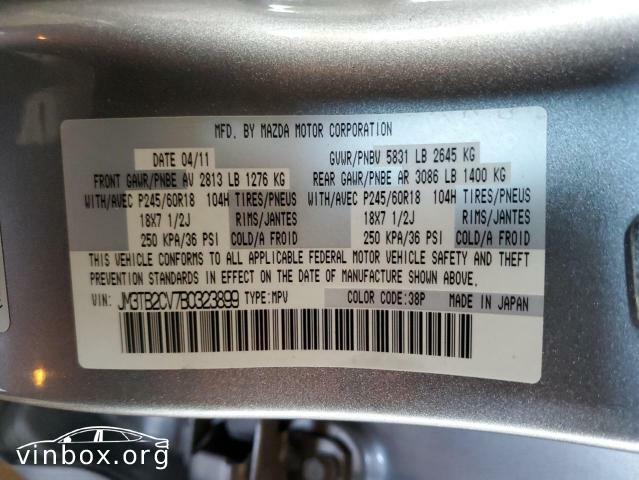 MFD. BY MAZDA MOTOR CORPORATION
DATE 04/11 GVWR/PNBV 5831 LB 2645 KG
FRONT GAWR/PNBE AV 2813 LB 1276 KG REAR GAWR/PNBE AR 3086 LB 1400 KG
WITH/AVEC P245/60R18 104H TIRES/PNEUS WITH/AVEC P245/60R18 104H TIRES/PNEUS
18X7 1/2J RIMS/JANTES 18X7 1/2J RIMS/JANTES
250 KPA/36 PSI COLD/A FROID 250 KPA/36 PSI COLD/A FROID
THIS VEHICLE CONFORMS TO ALL APPLICABLE FEDERAL MOTOR VEHICLE SAFETY AND THEFT
PREVENTION STANDARDS IN EFFECT ON THE DATE OF MANUFACTURE SHOWN ABOVE.
VIN: JM3TB2CV7B0323899 TYPE:MPV COLOR CODE:38P MADE IN JAPAN
vinbox.org